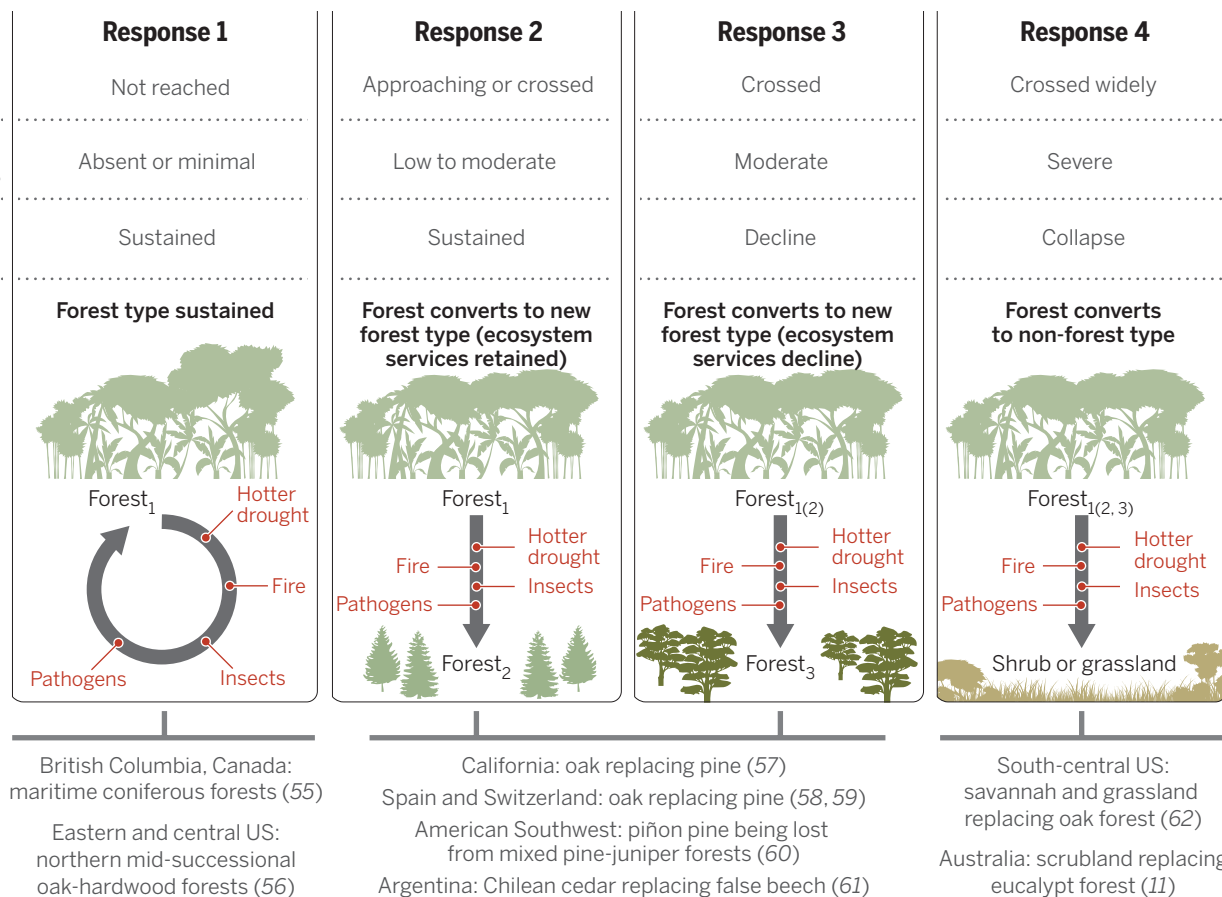 Response 1
Not reached
Absent or minimal
Sustained
Forest type sustained
Forest1
Hotter
drought
Fire
Insects
Pathogens
British Columbia, Canada:
maritime coniferous forests (55)
Eastern and central US:
northern mid-successional
oak-hardwood forests (56)
Response 2
Approaching or crossed
Low to moderate
Sustained
Forest converts to new
forest type (ecosystem
services retained)
Forest1
Hotter
drought
Fire
Insects
Pathogens
Forest2
Response 3
Crossed
Moderate
Decline
Forest converts to new
forest type (ecosystem
services decline)
Forest1(2)
Hotter
drought
Fire
Insects
Pathogens
Forest3
California: oak replacing pine (57)
Spain and Switzerland: oak replacing pine (58, 59)
American Southwest: piñon pine being lost
from mixed pine-juniper forests (60)
Argentina: Chilean cedar replacing false beech (61)
Response 4
Crossed widely
Severe
Collapse
Forest converts
to non-forest type
Forest1(2, 3)
Hotter
drought
Fire
Insects
Pathogens
Shrub or grassland
South-central US:
savannah and grassland
replacing oak forest (62)
Australia: scrubland replacing
eucalypt forest (11)